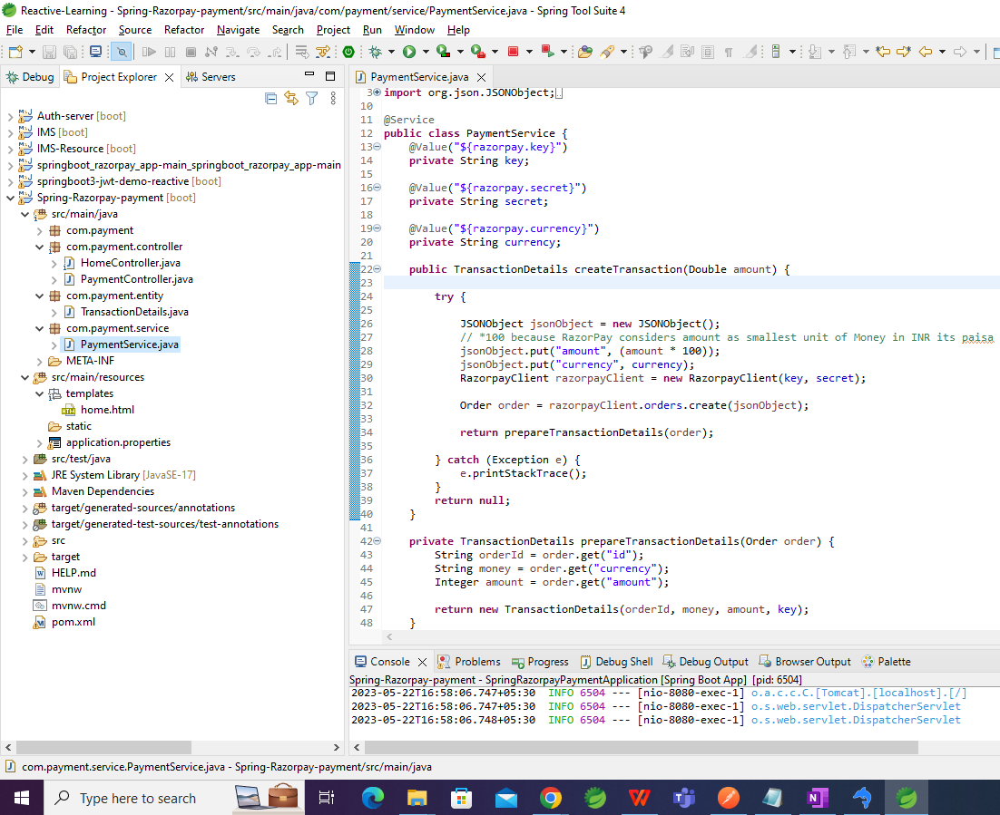 Reactive-Learning - Spring-Razorpay-payment/src/main/java/com/payment/service/PaymentService.java - Spring Tool Suite 4
File Edit Refactor Source Refactor Navigate Search Project Run Window Help
Debug Project Explorer Servers
Auth-server [boot]
IMS [boot]
IMS-Resource [boot]
springboot_razorpay_app-main_springboot_razorpay_app-main
springboot3-jwt-demo-reactive [boot]
Spring-Razorpay-payment [boot]
src/main/java
com.payment
com.payment.controller
HomeController.java
PaymentController.java
com.payment.entity
TransactionDetails.java
com.payment.service
PaymentService.java
META-INF
src/main/resources
templates
home.html
static
application.properties
src/test/java
JRE System Library [JavaSE-17]
Maven Dependencies
target/generated-sources/annotations
target/generated-test-sources/test-annotations
src
target
HELP.md
mvnw
mvnw.cmd
pom.xml
PaymentService.java
3 import org.json.JSONObject;
10
11 @Service
12 public class PaymentService {
13 @Value("${razorpay.key}")
14 private String key;
15
16 @Value("${razorpay.secret}")
17 private String secret;
18
19 @Value("${razorpay.currency}")
20 private String currency;
21
22 public TransactionDetails createTransaction(Double amount) {
23
24 try {
25
26 JSONObject jsonObject = new JSONObject();
27 // *100 because RazorPay considers amount as smallest unit of Money in INR its paisa
28 jsonObject.put("amount", (amount * 100));
29 jsonObject.put("currency", currency);
30 RazorpayClient razorpayClient = new RazorpayClient(key, secret);
31
32 Order order = razorpayClient.orders.create(jsonObject);
33
34 return prepareTransactionDetails(order);
35
36 } catch (Exception e) {
37 e.printStackTrace();
38 }
39 return null;
40 }
41
42 private TransactionDetails prepareTransactionDetails(Order order) {
43 String orderId = order.get("id");
44 String money = order.get("currency");
45 Integer amount = order.get("amount");
46
47 return new TransactionDetails(orderId, money, amount, key);
48 }
Console Problems Progress Debug Shell Debug Output Browser Output Palette
Spring-Razorpay-payment - SpringRazorpayPaymentApplication [Spring Boot App] [pid: 6504]
2023-05-22T16:58:06.747+05:30 INFO 6504 --- [nio-8080-exec-1] o.a.c.c.C.[Tomcat].[localhost].[/]
2023-05-22T16:58:06.747+05:30 INFO 6504 --- [nio-8080-exec-1] o.s.web.servlet.DispatcherServlet
2023-05-22T16:58:06.748+05:30 INFO 6504 --- [nio-8080-exec-1] o.s.web.servlet.DispatcherServlet
com.payment.service.PaymentService.java - Spring-Razorpay-payment/src/main/java
Type here to search